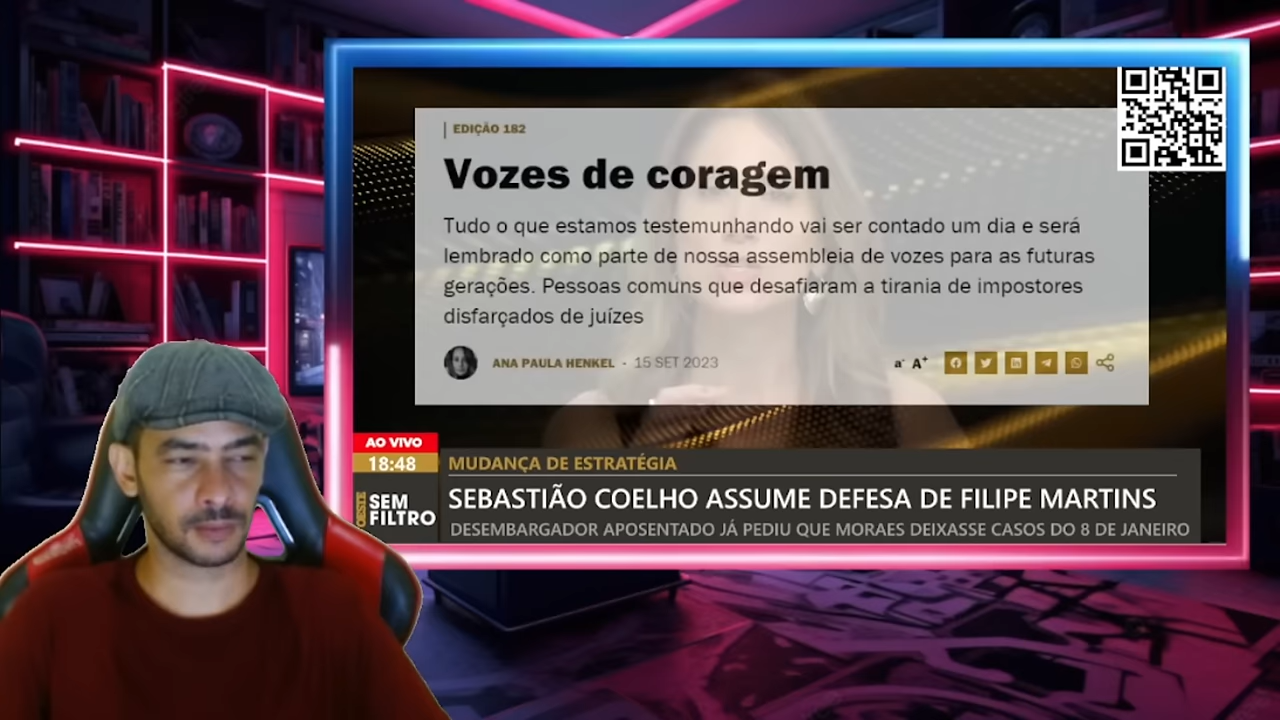 EDIÇÃO 182
Vozes de coragem
Tudo o que estamos testemunhando vai ser contado um dia e será
lembrado como parte de nossa assembleia de vozes para as futuras
gerações. Pessoas comuns que desafiaram a tirania de impostores
disfarçados de juízes
ANA PAULA HENKEL - 15 SET 2023
a- A+
AO VIVO
18:48
MUDANÇA DE ESTRATÉGIA
OESTE SEM
FILTRO
SEBASTIÃO COELHO ASSUME DEFESA DE FILIPE MARTINS
DESEMBARGADOR APOSENTADO JÁ PEDIU QUE MORAES DEIXASSE CASOS DO 8 DE JANEIRO